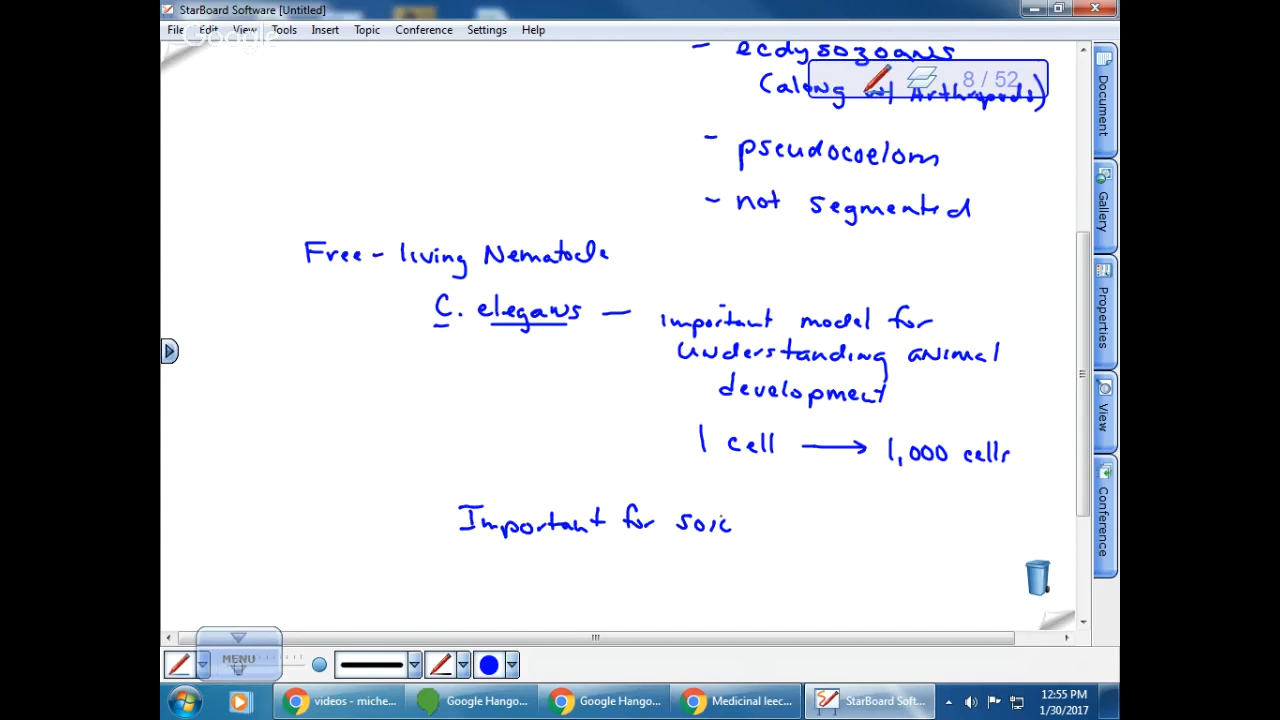 StarBoard Software [Untitled]
File Edit View Tools Insert Topic Conference Settings Help
Google
- ecdysozoans
8 / 52
(along w/ Arthropods)
- pseudocoelom
- not segmented
Free-living Nematode
C. elegans — important model for
understanding animal
development
1 cell → 1,000 cells
Important for soil
Document
Gallery
Properties
View
Conference
MENU
videos - miche...
Google Hango...
Google Hango...
Medicinal leec...
StarBoard Soft...
12:55 PM
1/30/2017